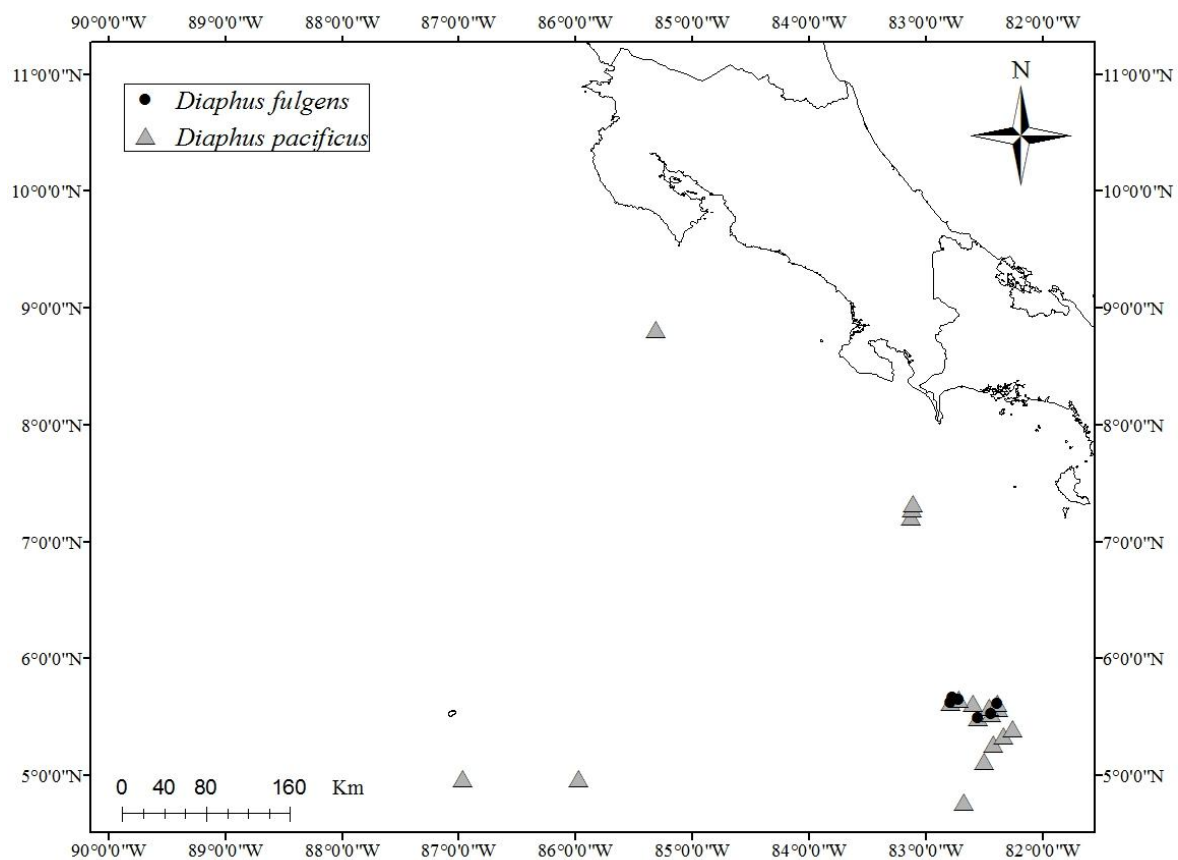 90°0'0"W 89°0'0"W 88°0'0"W 87°0'0"W 86°0'0"W 85°0'0"W 84°0'0"W 83°0'0"W 82°0'0"W
N
Diaphus fulgens
Diaphus pacificus
11°0'0"N 11°0'0"N
10°0'0"N 10°0'0"N
9°0'0"N 9°0'0"N
8°0'0"N 8°0'0"N
7°0'0"N 7°0'0"N
6°0'0"N 6°0'0"N
5°0'0"N 5°0'0"N
0 40 80 160 Km
90°0'0"W 89°0'0"W 88°0'0"W 87°0'0"W 86°0'0"W 85°0'0"W 84°0'0"W 83°0'0"W 82°0'0"W